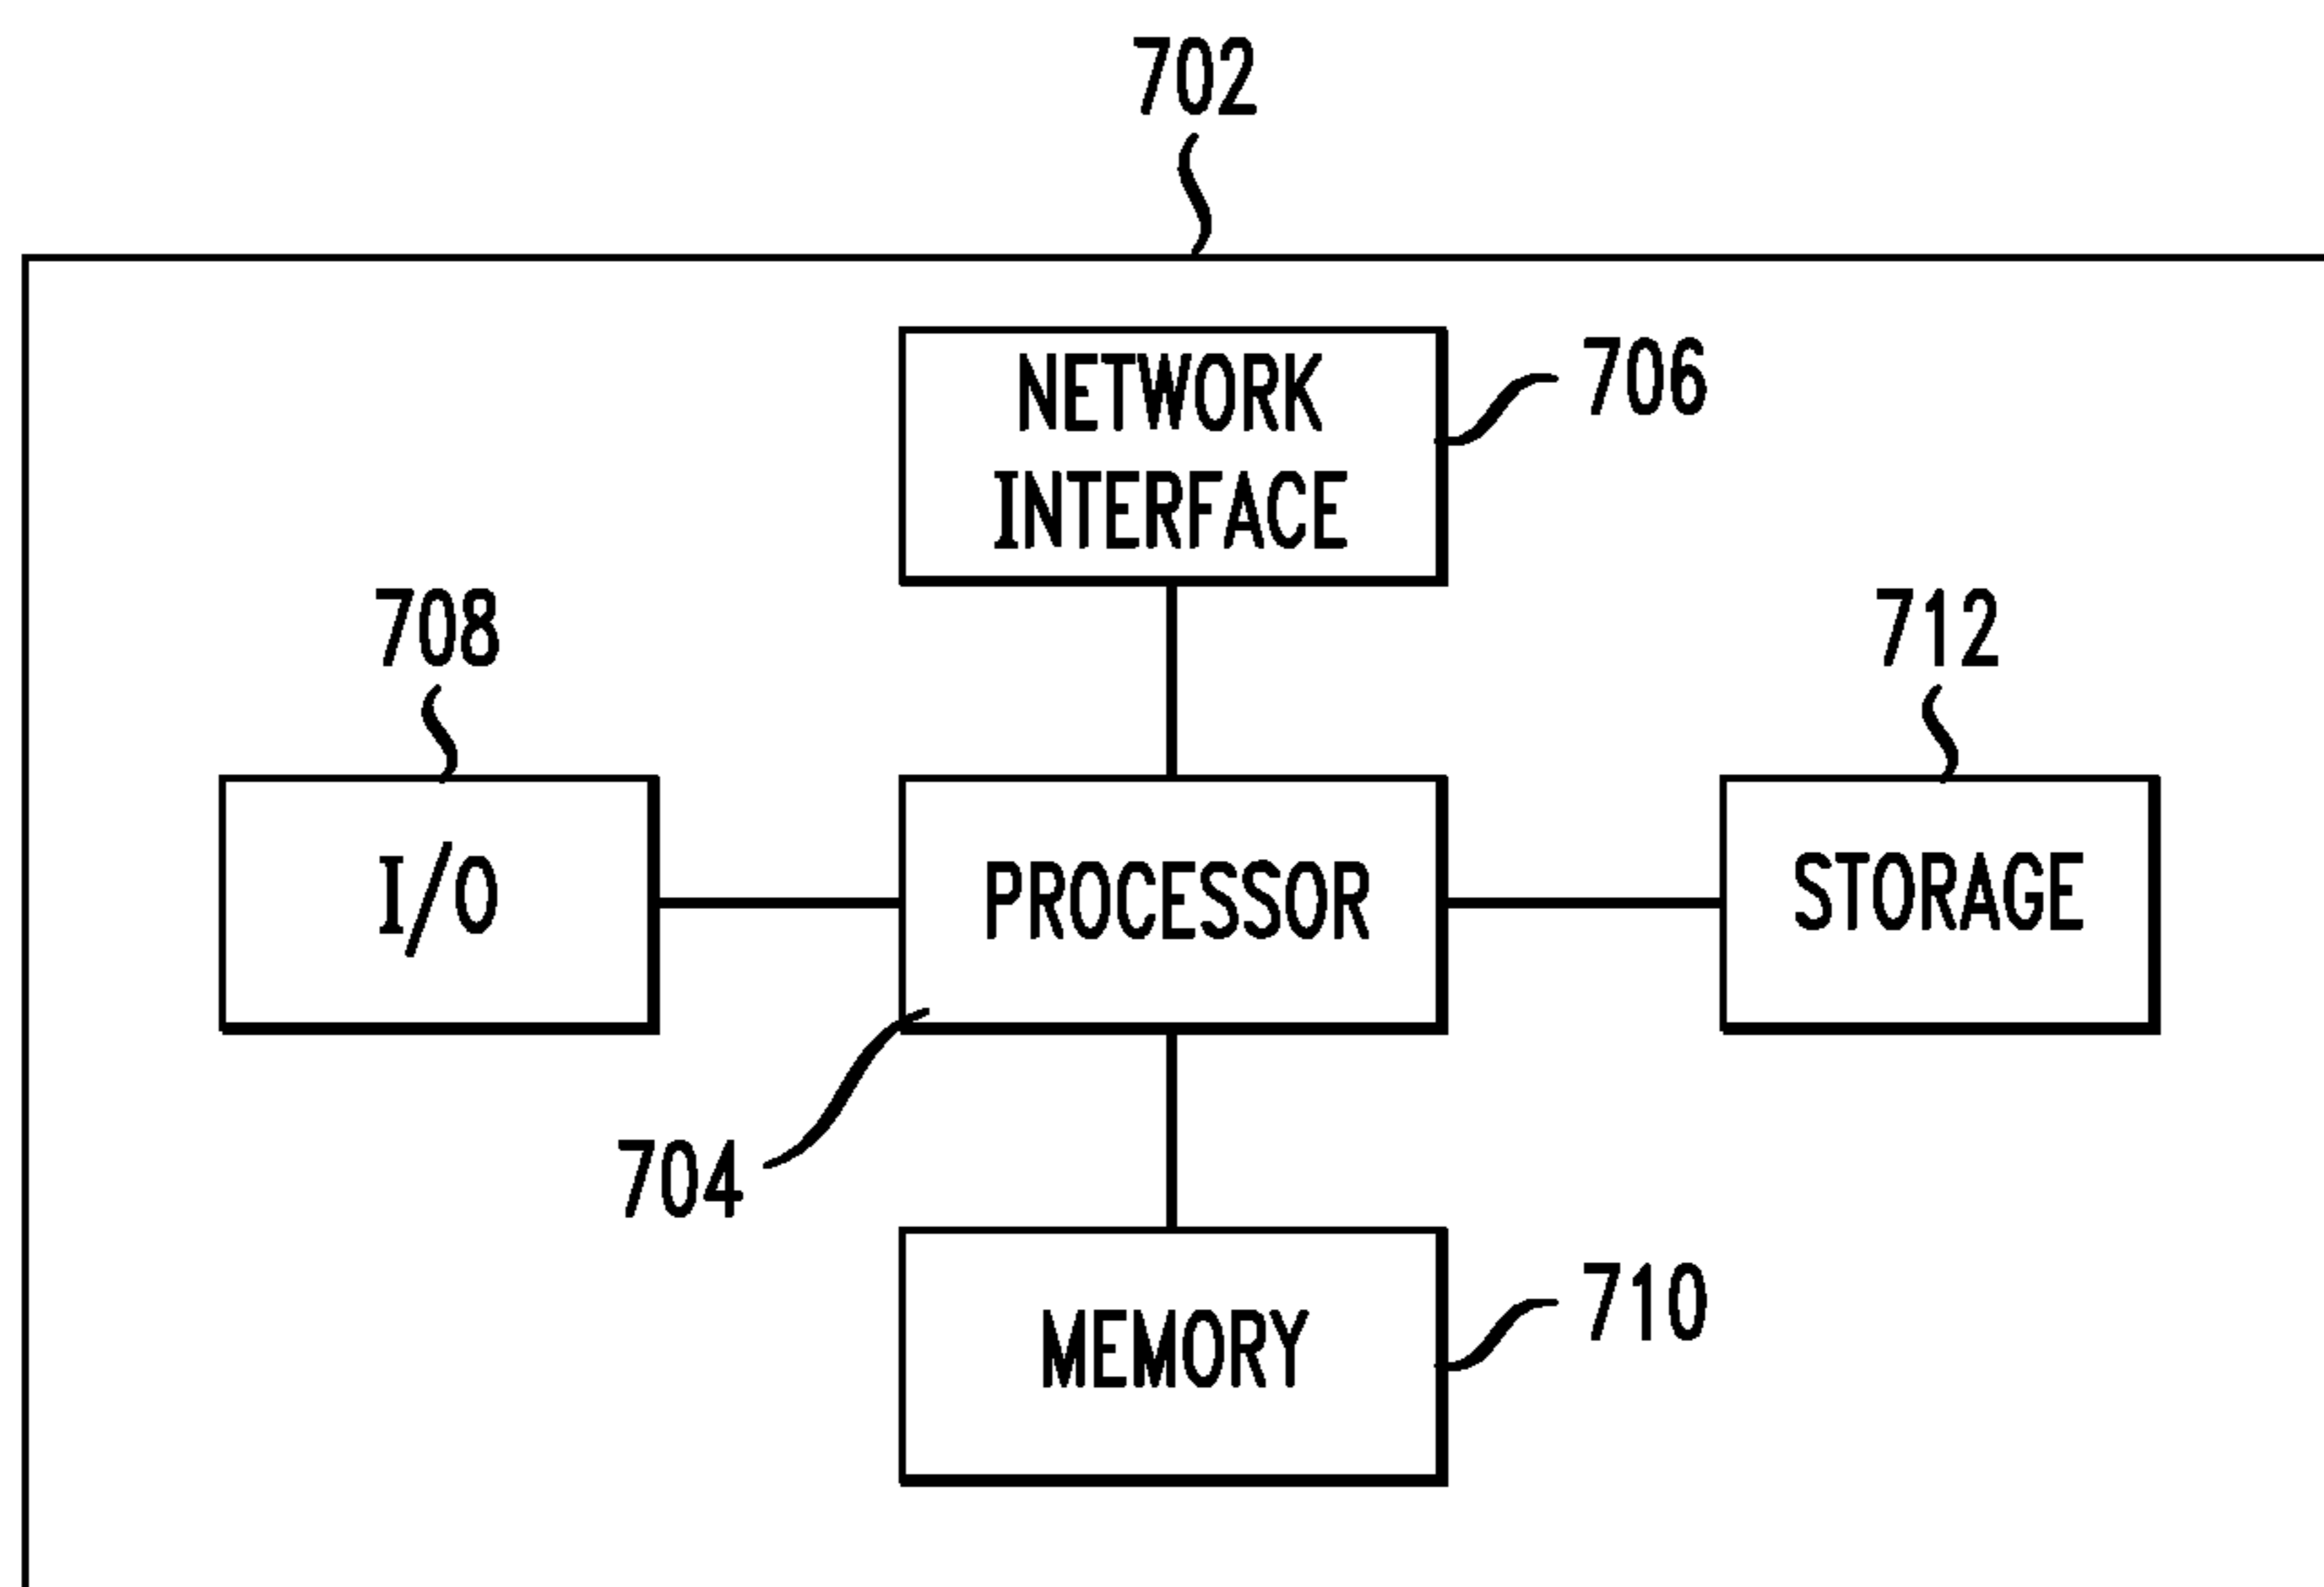 702
NETWORK
INTERFACE
706
708
712
I/O
PROCESSOR
STORAGE
704
MEMORY
710